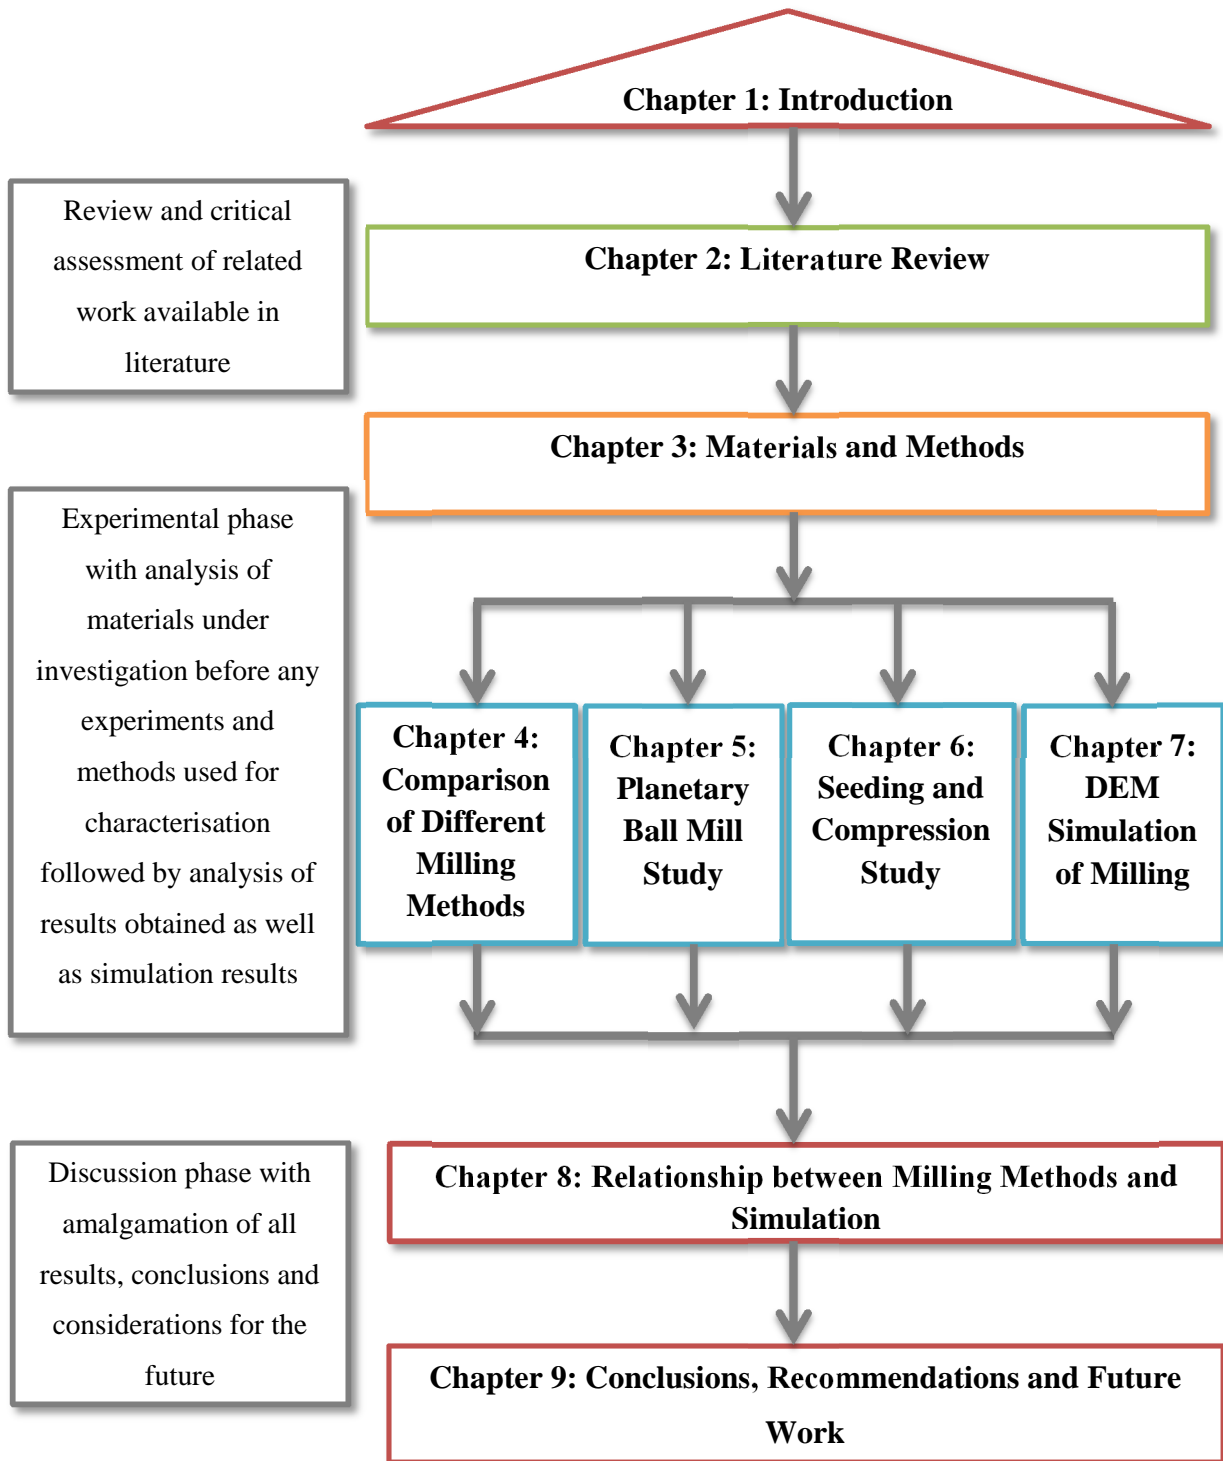 Chapter 1: Introduction
Review and critical
assessment of related
work available in
literature
Chapter 2: Literature Review
Chapter 3: Materials and Methods
Experimental phase
with analysis of
materials under
investigation before any
experiments and
methods used for
characterisation
followed by analysis of
results obtained as well
as simulation results
Chapter 4:
Comparison
of Different
Milling
Methods
Chapter 5:
Planetary
Ball Mill
Study
Chapter 6:
Seeding and
Compression
Study
Chapter 7:
DEM
Simulation
of Milling
Discussion phase with
amalgamation of all
results, conclusions and
considerations for the
future
Chapter 8: Relationship between Milling Methods and
Simulation
Chapter 9: Conclusions, Recommendations and Future
Work